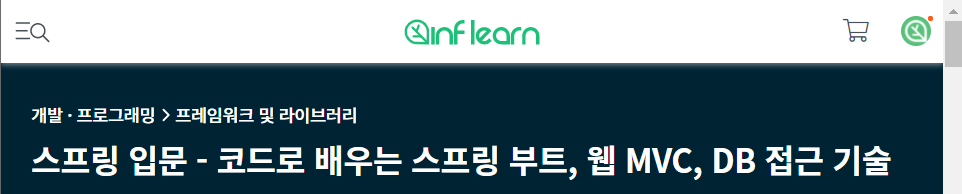 inflearn
개발 · 프로그래밍 > 프레임워크 및 라이브러리
스프링 입문 - 코드로 배우는 스프링 부트, 웹 MVC, DB 접근 기술